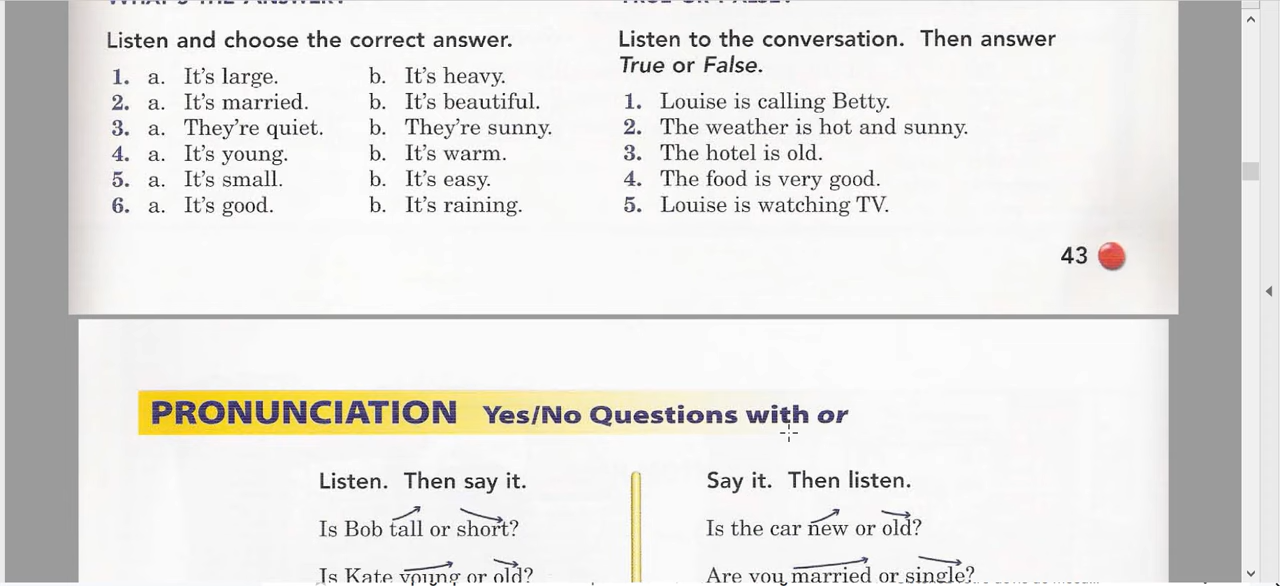 Listen and choose the correct answer.
1. a. It's large. b. It's heavy.
2. a. It's married. b. It's beautiful.
3. a. They're quiet. b. They're sunny.
4. a. It's young. b. It's warm.
5. a. It's small. b. It's easy.
6. a. It's good. b. It's raining.
Listen to the conversation. Then answer
True or False.
1. Louise is calling Betty.
2. The weather is hot and sunny.
3. The hotel is old.
4. The food is very good.
5. Louise is watching TV.
43
PRONUNCIATION Yes/No Questions with or
Listen. Then say it.
Is Bob tall or short?
Is Kate young or old?
Say it. Then listen.
Is the car new or old?
Are you married or single?